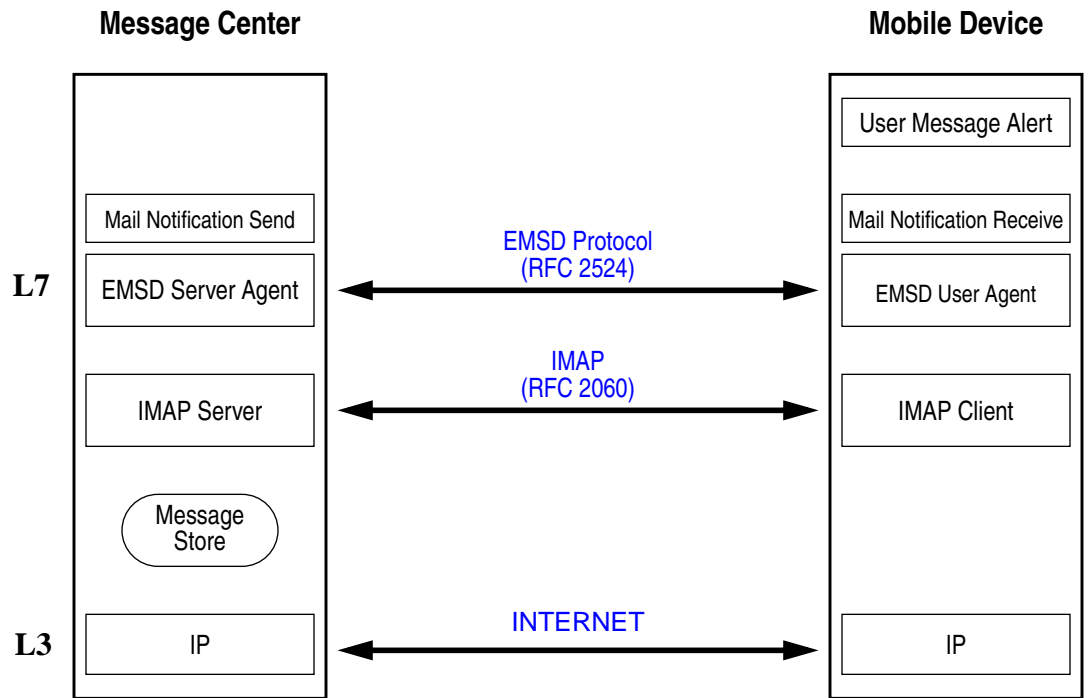 Message Center
Mobile Device
User Message Alert
Mail Notification Send
Mail Notification Receive
EMSD Protocol
(RFC 2524)
L7
EMSD Server Agent
EMSD User Agent
IMAP
(RFC 2060)
IMAP Server
IMAP Client
Message
Store
INTERNET
L3
IP
IP